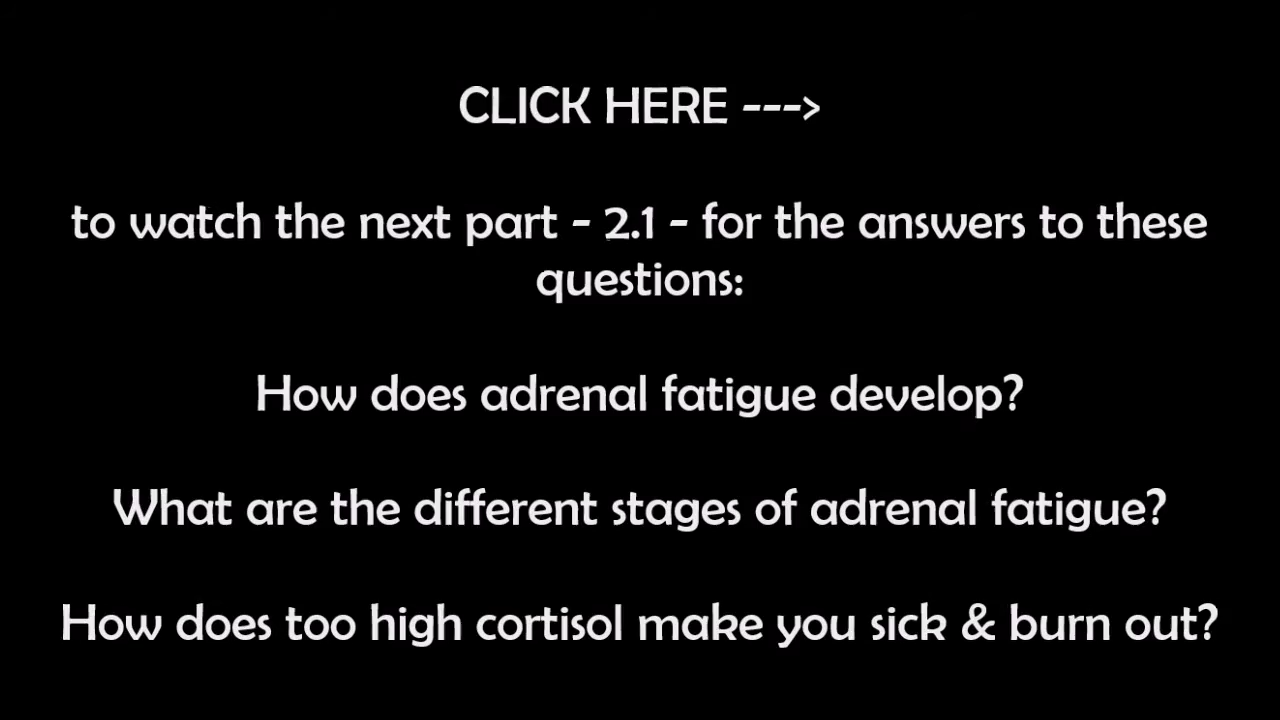 CLICK HERE --->
to watch the next part - 2.1 - for the answers to these
questions:
How does adrenal fatigue develop?
What are the different stages of adrenal fatigue?
How does too high cortisol make you sick & burn out?